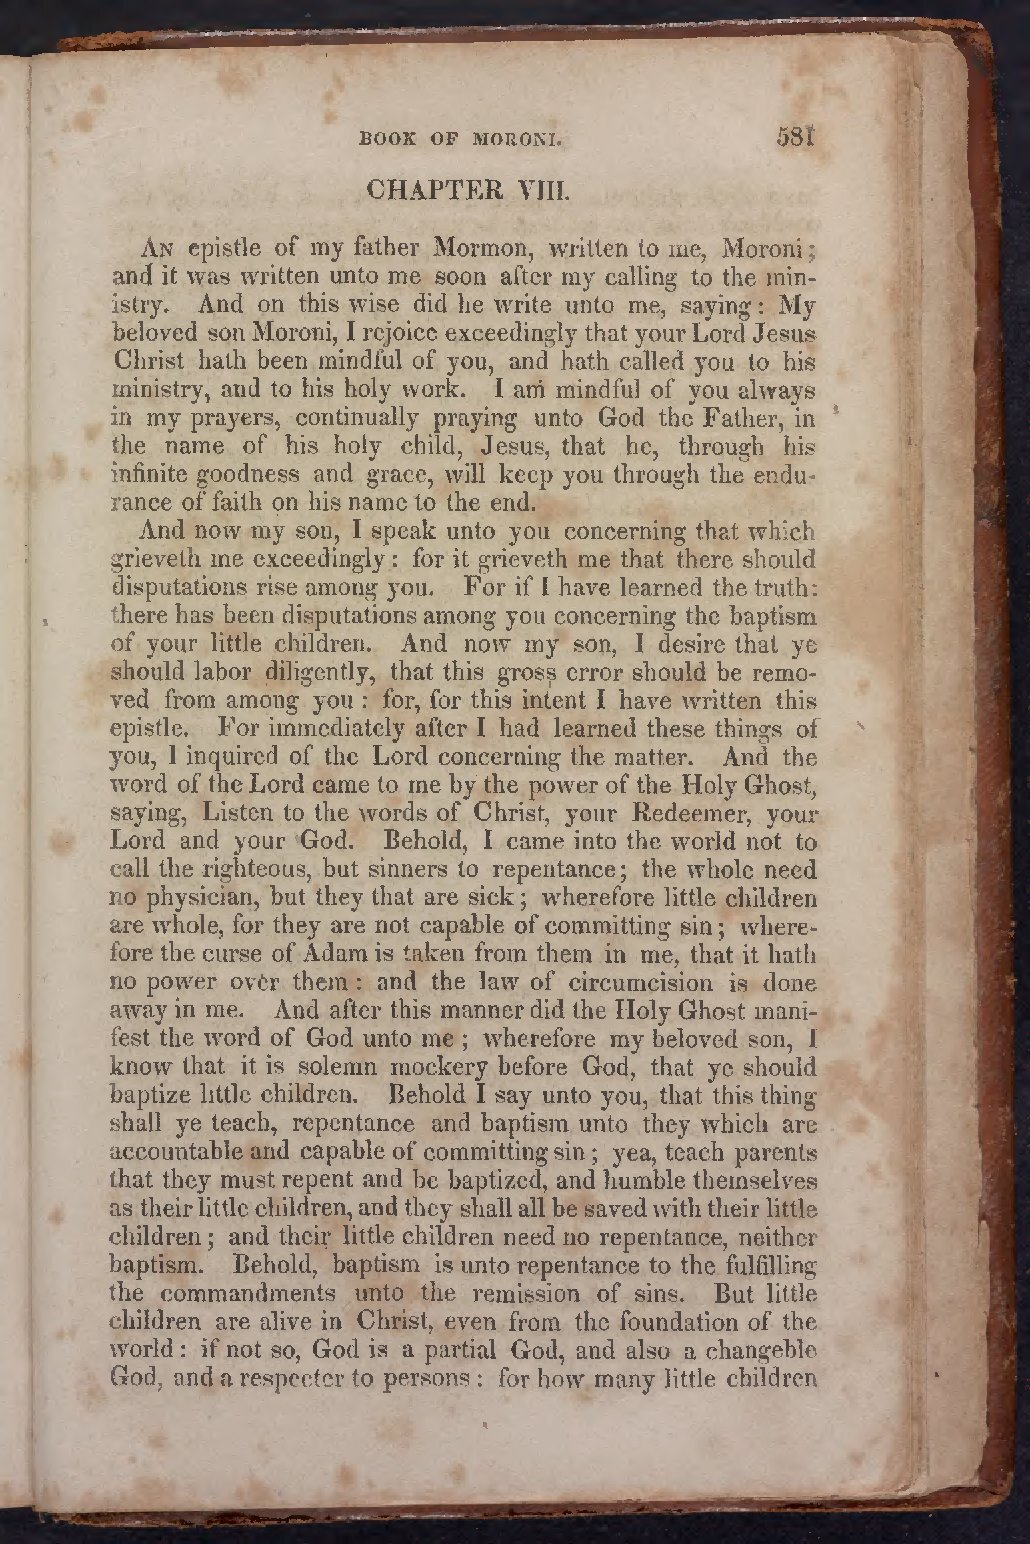 BOOK OF MORONI. 581
CHAPTER VIII.
AN epistle of my father Mormon, written to me, Moroni;
and it was written unto me soon after my calling to the min-
istry. And on this wise did he write unto me, saying: My
beloved son Moroni, I rejoice exceedingly that your Lord Jesus
Christ hath been mindful of you, and hath called you to his
ministry, and to his holy work. I am mindful of you always
in my prayers, continually praying unto God the Father, in
the name of his holy child, Jesus, that he, through his
infinite goodness and grace, will keep you through the endu-
rance of faith on his name to the end.
And now my son, I speak unto you concerning that which
grieveth me exceedingly: for it grieveth me that there should
disputations rise among you. For if I have learned the truth:
there has been disputations among you concerning the baptism
of your little children. And now my son, I desire that ye
should labor diligently, that this gross error should be remo-
ved from among you: for, for this intent I have written this
epistle. For immediately after I had learned these things of
you, I inquired of the Lord concerning the matter. And the
word of the Lord came to me by the power of the Holy Ghost,
saying, Listen to the words of Christ, your Redeemer, your
Lord and your God. Behold, I came into the world not to
call the righteous, but sinners to repentance; the whole need
no physician, but they that are sick; wherefore little children
are whole, for they are not capable of committing sin; where-
fore the curse of Adam is taken from them in me, that it hath
no power over them: and the law of circumcision is done
away in me. And after this manner did the Holy Ghost mani-
fest the word of God unto me; wherefore my beloved son, I
know that it is solemn mockery before God, that ye should
baptize little children. Behold I say unto you, that this thing
shall ye teach, repentance and baptism unto they which are
accountable and capable of committing sin; yea, teach parents
that they must repent and be baptized, and humble themselves
as their little children, and they shall all be saved with their little
children; and their little children need no repentance, neither
baptism. Behold, baptism is unto repentance to the fulfilling
the commandments unto the remission of sins. But little
children are alive in Christ, even from the foundation of the
world: if not so, God is a partial God, and also a changeble
God, and a respecter to persons: for how many little children